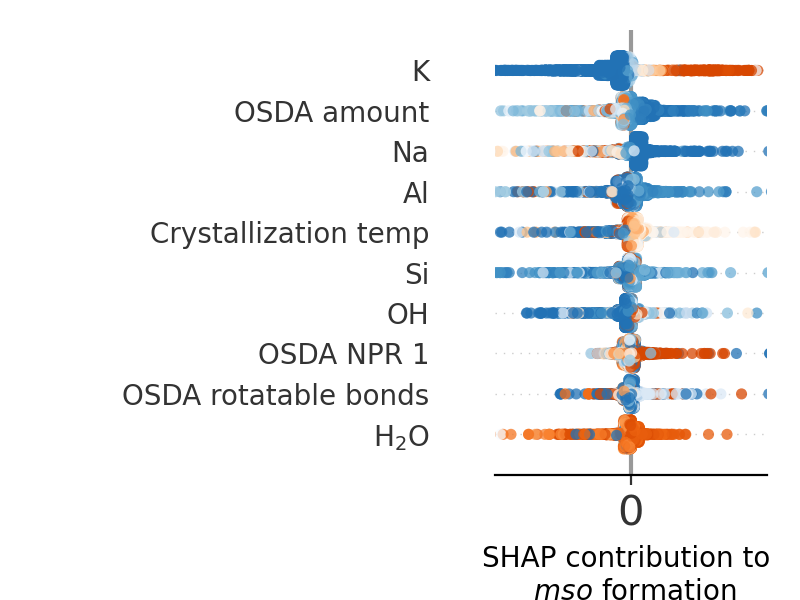 K
OSDA amount
Na
Al
Crystallization temp
Si
OH
OSDA NPR 1
OSDA rotatable bonds
H₂O
0
SHAP contribution to
mso formation